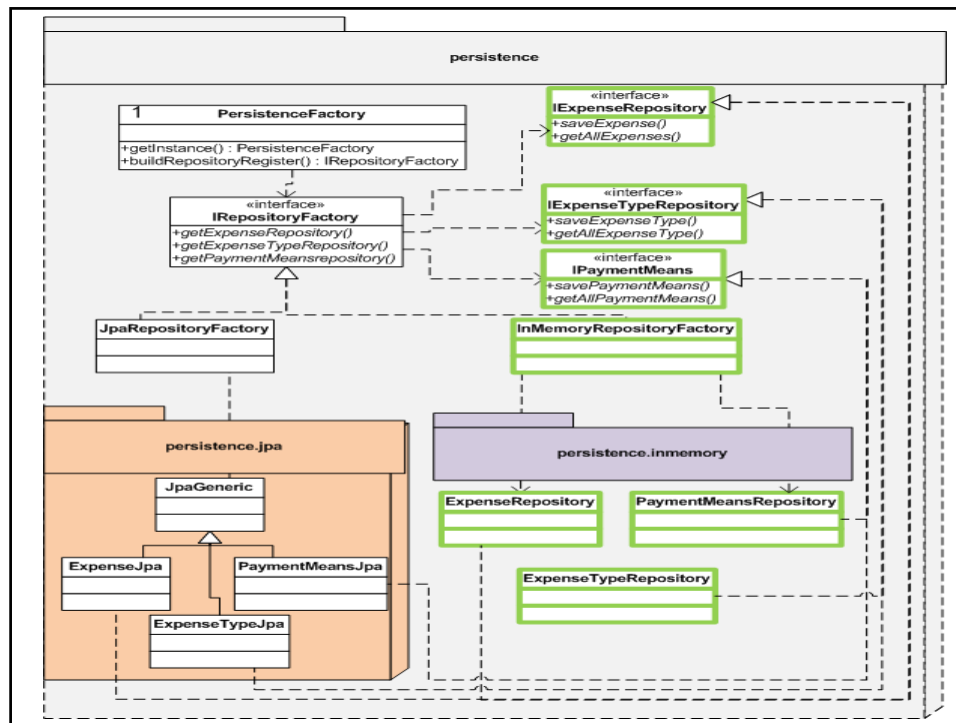 persistence
1
PersistenceFactory
+getInstance() : PersistenceFactory
+buildRepositoryRegister() : IRepositoryFactory
«interface»
IExpenseRepository
+saveExpense()
+getAllExpenses()
«interface»
IRepositoryFactory
+getExpenseRepository()
+getExpenseTypeRepository()
+getPaymentMeansrepository()
«interface»
IExpenseTypeRepository
+saveExpenseType()
+getAllExpenseType()
«interface»
IPaymentMeans
+savePaymentMeans()
+getAllPaymentMeans()
JpaRepositoryFactory
InMemoryRepositoryFactory
persistence.jpa
JpaGeneric
ExpenseJpa
PaymentMeansJpa
ExpenseTypeJpa
persistence.inmemory
ExpenseRepository
PaymentMeansRepository
ExpenseTypeRepository